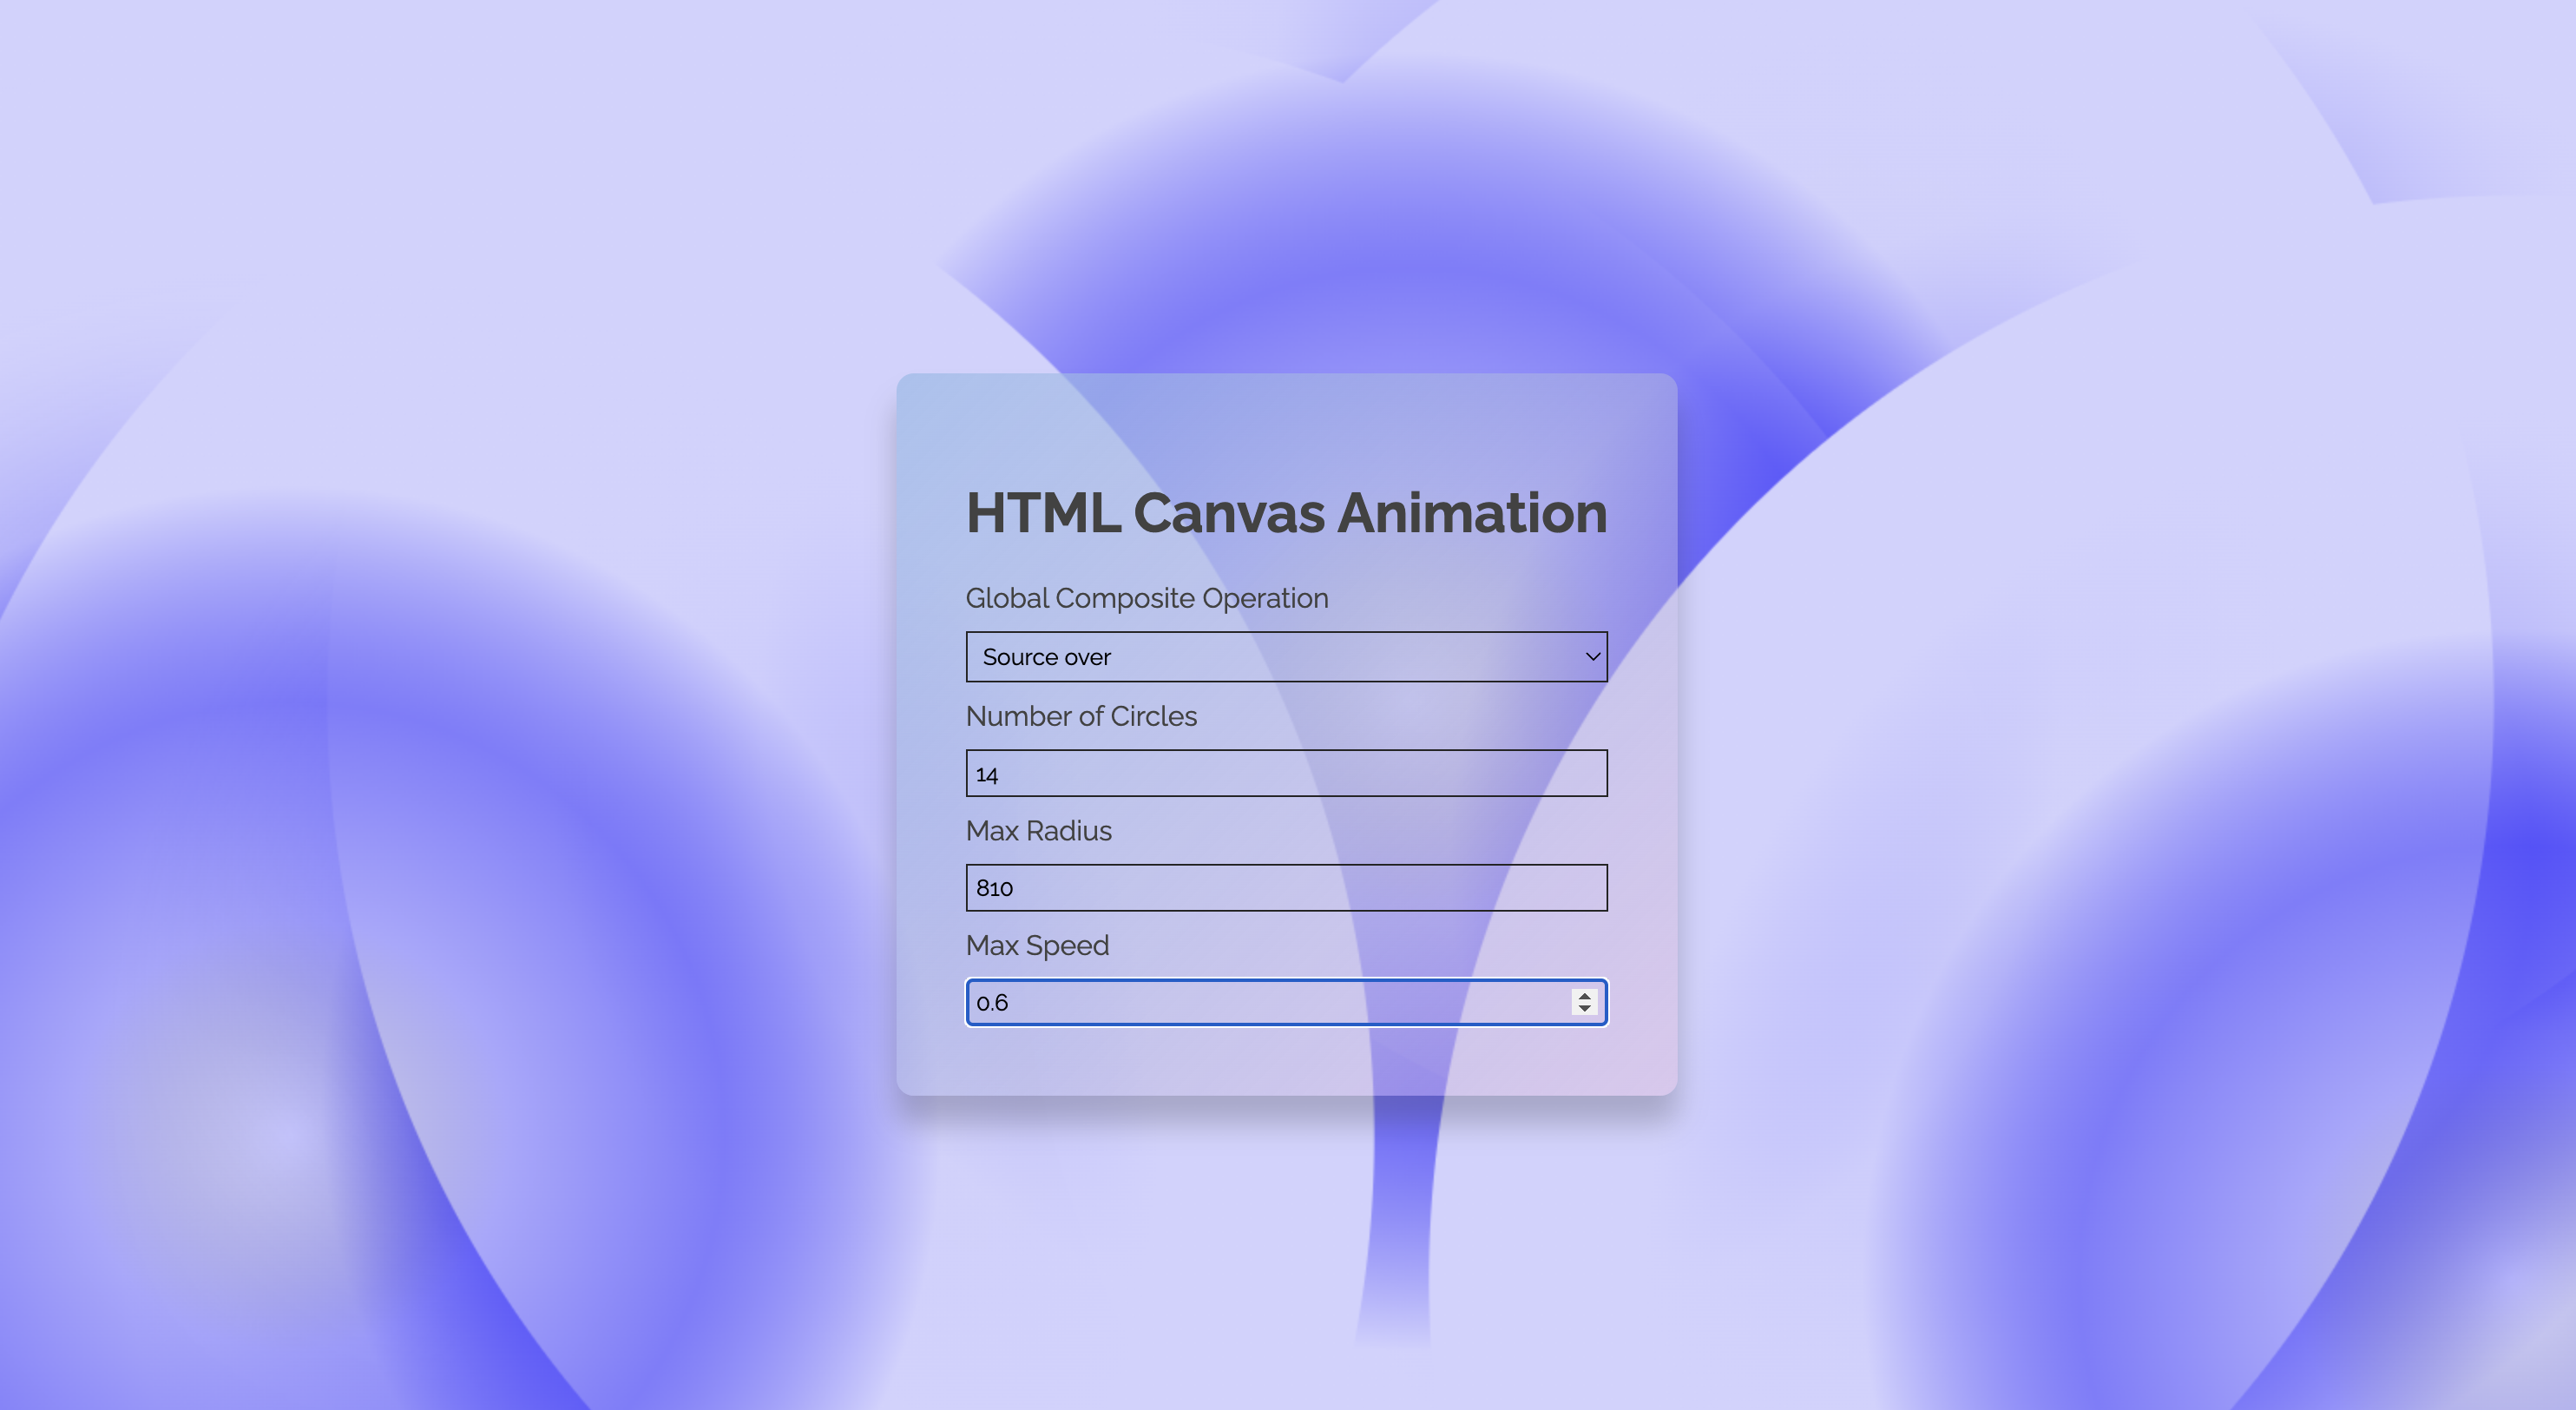 HTML Canvas Animation
Global Composite Operation
Source over
Number of Circles
14
Max Radius
810
Max Speed
0.6